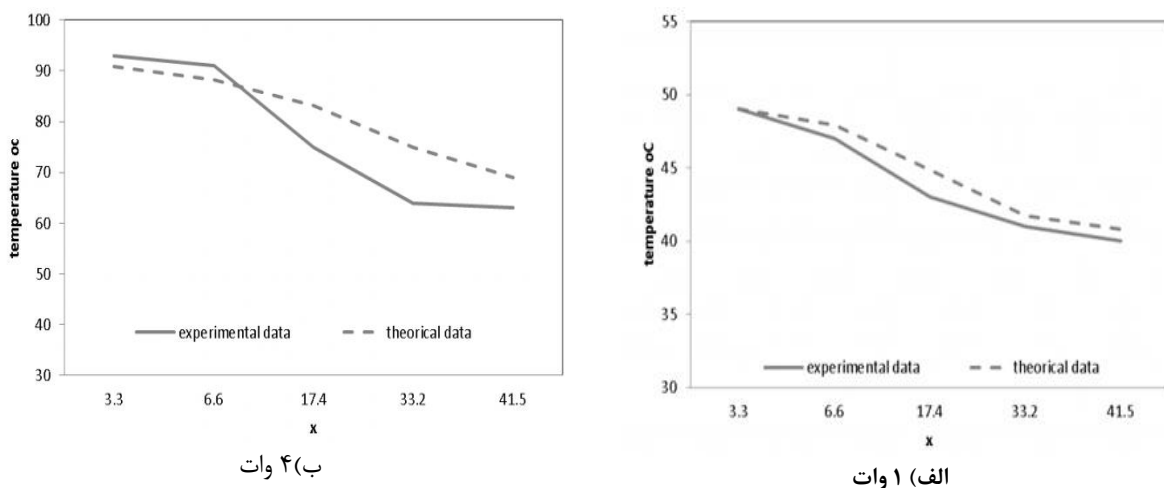 100
90
80
70
60
50
40
30
temperature oc
experimental data
theorical data
3.3 6.6 17.4 33.2 41.5
x
ب)۴ وات
55
50
45
40
35
30
temperature oC
experimental data
theorical data
3.3 6.6 17.4 33.2 41.5
x
الف) ۱ وات